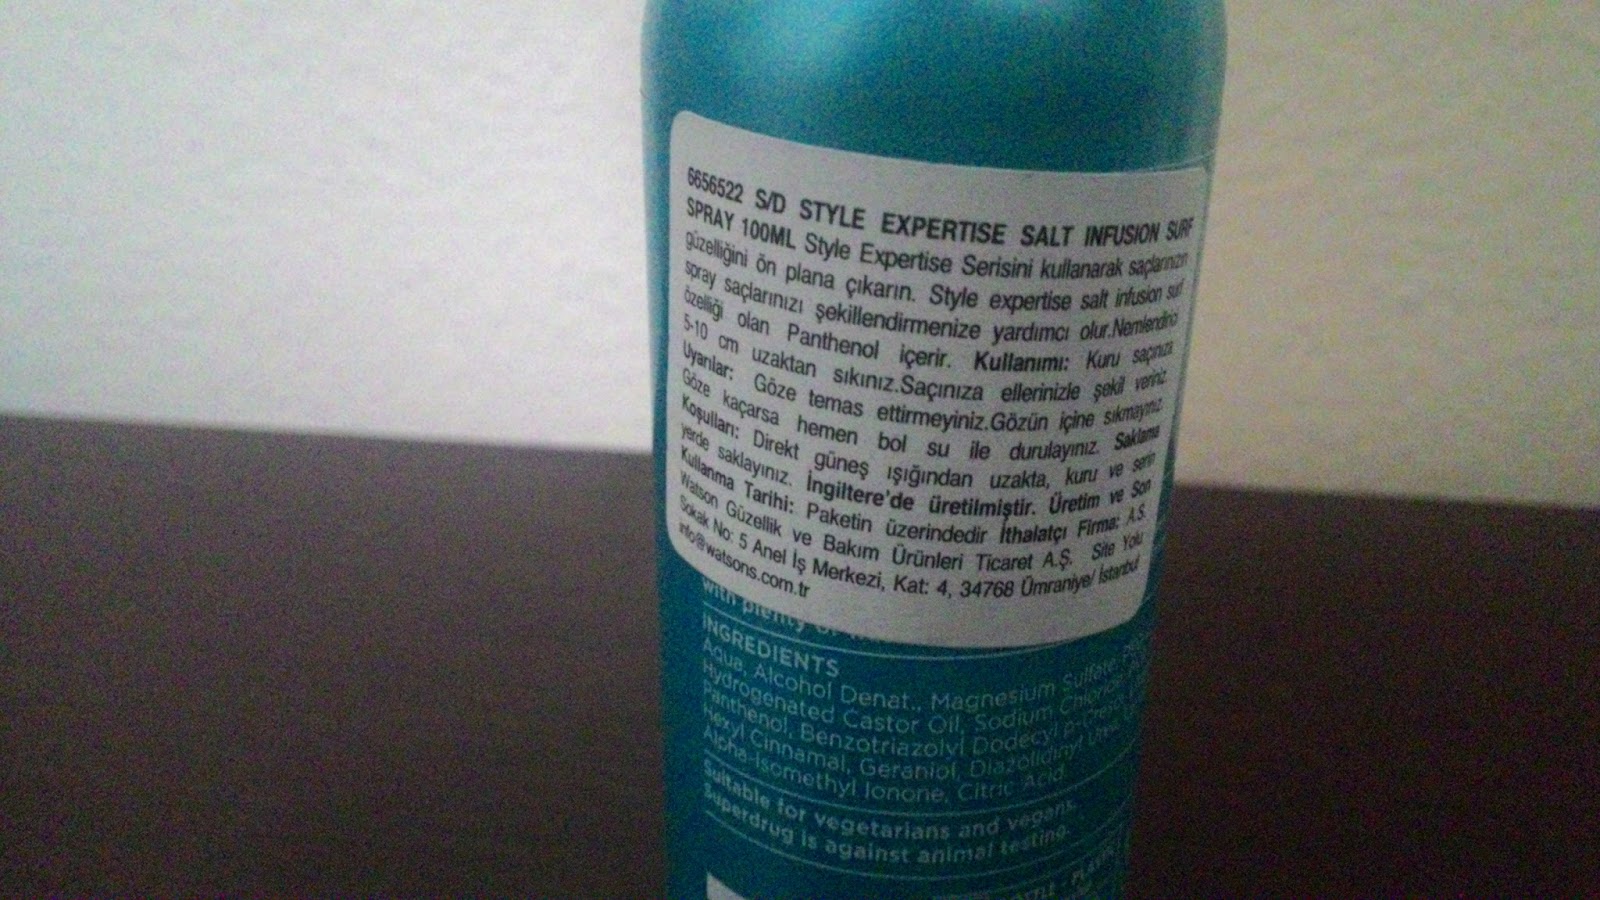 6656522 S/D STYLE EXPERTISE SALT INFUSION SURF
SPRAY 100ML Style Expertise Serisini kullanarak saçlarınızın
güzelliğini ön plana çıkarın. Style expertise salt infusion surf
spray saçlarınızı şekillendirmenize yardımcı olur.Nemlendirici
özelliği olan Panthenol içerir. Kullanımı: Kuru saçınıza
5-10 cm uzaktan sıkınız.Saçınıza ellerinizle şekil veriniz.
Uyarılar: Göze temas ettirmeyiniz.Gözün içine sıkmayınız.
Göze kaçarsa hemen bol su ile durulayınız. Saklama
Koşulları: Direkt güneş ışığından uzakta, kuru ve serin
yerde saklayınız. İngiltere'de üretilmiştir. Üretim ve Son
Kullanma Tarihi: Paketin üzerindedir İthalatçı Firma: A.S.
Watson Güzellik ve Bakım Ürünleri Ticaret A.Ş. Site Yolu
Sokak No: 5 Anel İş Merkezi, Kat: 4, 34768 Ümraniye/ İstanbul
info@watsons.com.tr
with plenty of
INGREDIENTS
Aqua, Alcohol Denat., Magnesium Sulfate,
Hydrogenated Castor Oil, Sodium Chloride,
Panthenol, Benzotriazolyl Dodecyl p-Cresol,
Hexyl Cinnamal, Geraniol, Diazolidinyl Urea,
Alpha-Isomethyl Ionone, Citric Acid
Suitable for vegetarians and vegans.
Superdrug is against animal testing.